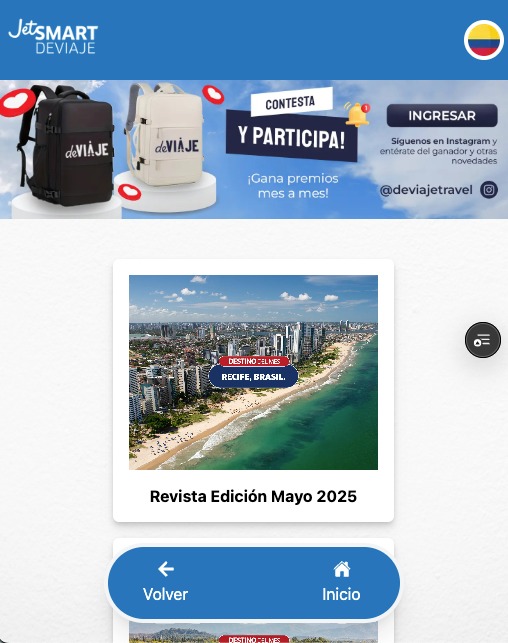 JetSMART
DEVIAJE
deVIAJE
deVIAJE
CONTESTA
Y PARTICIPA!
¡Gana premios
mes a mes!
1
INGRESAR
Síguenos en Instagram y
entérate del ganador y otras
novedades
@deviajetravel
DESTINO DEL MES
RECIFE, BRASIL.
Revista Edición Mayo 2025
Volver
Inicio
DESTINO DEL MES